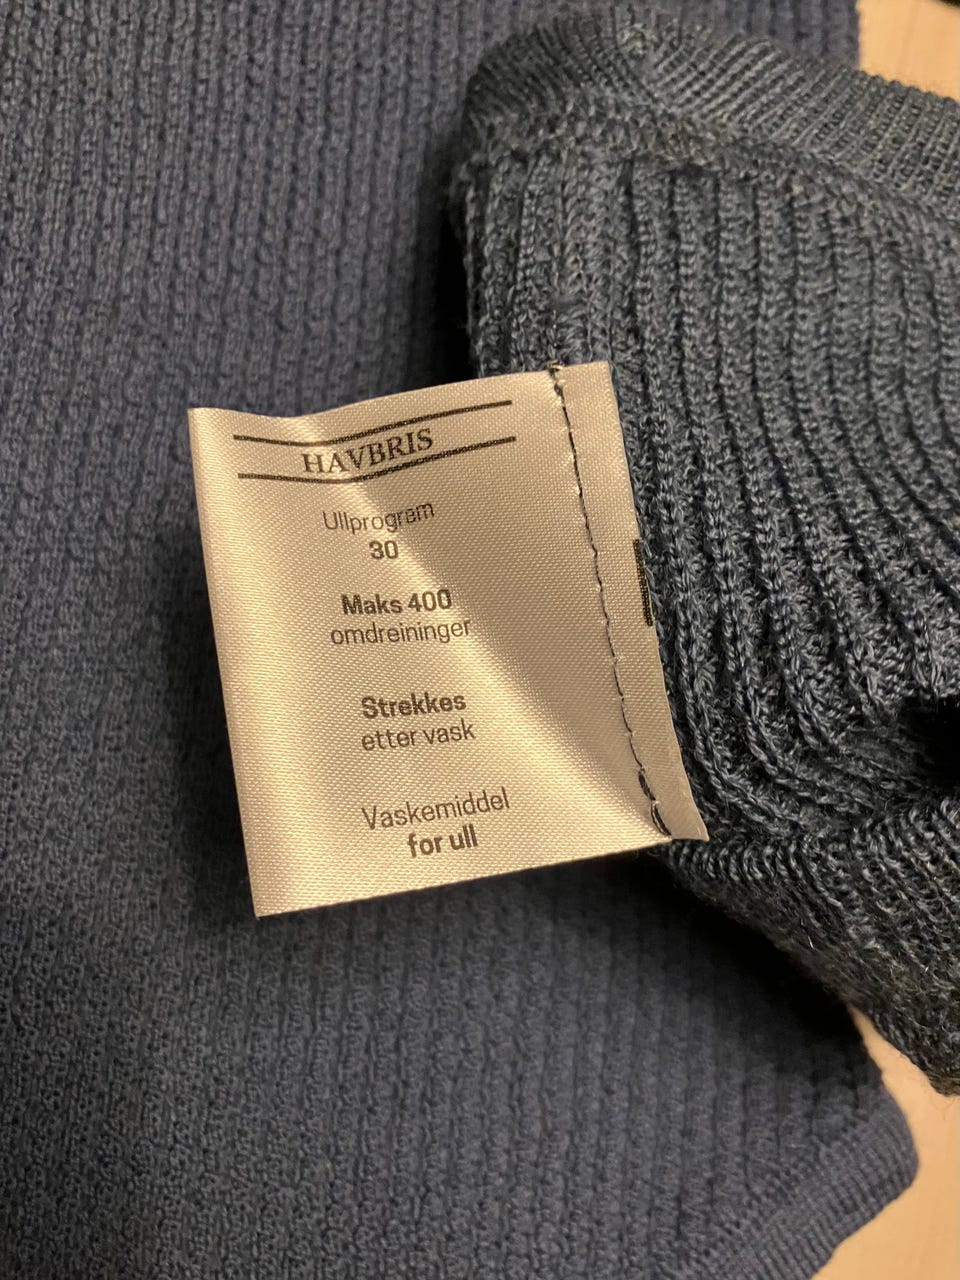 HAVBRIS
Ullprogram
30
Maks 400
omdreininger
Strekkes
etter vask
Vaskemiddel
for ull